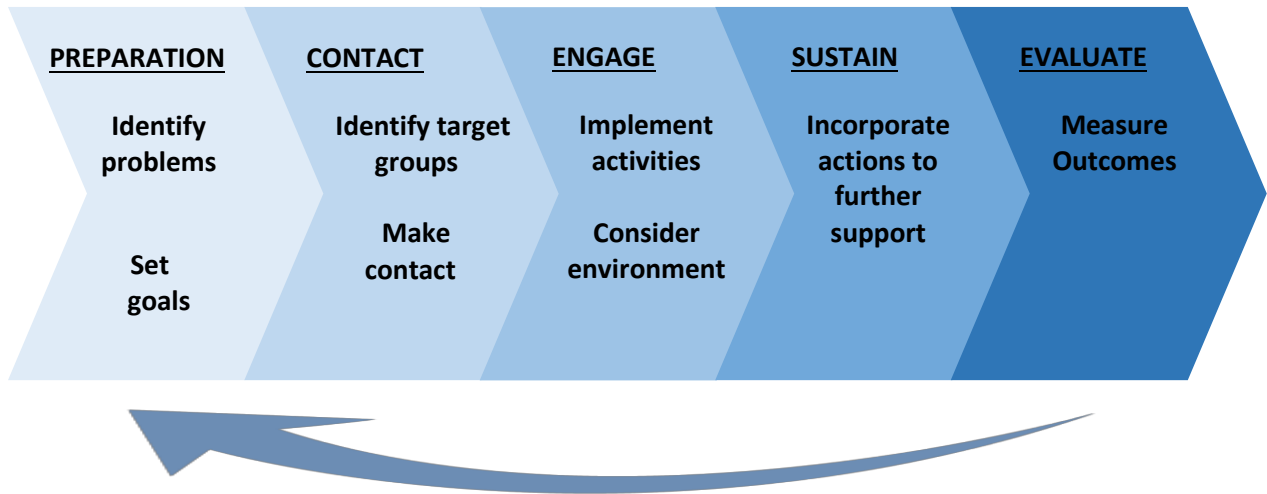 PREPARATION
Identify
problems
Set
goals
CONTACT
Identify target
groups
Make
contact
ENGAGE
Implement
activities
Consider
environment
SUSTAIN
Incorporate
actions to
further
support
EVALUATE
Measure
Outcomes